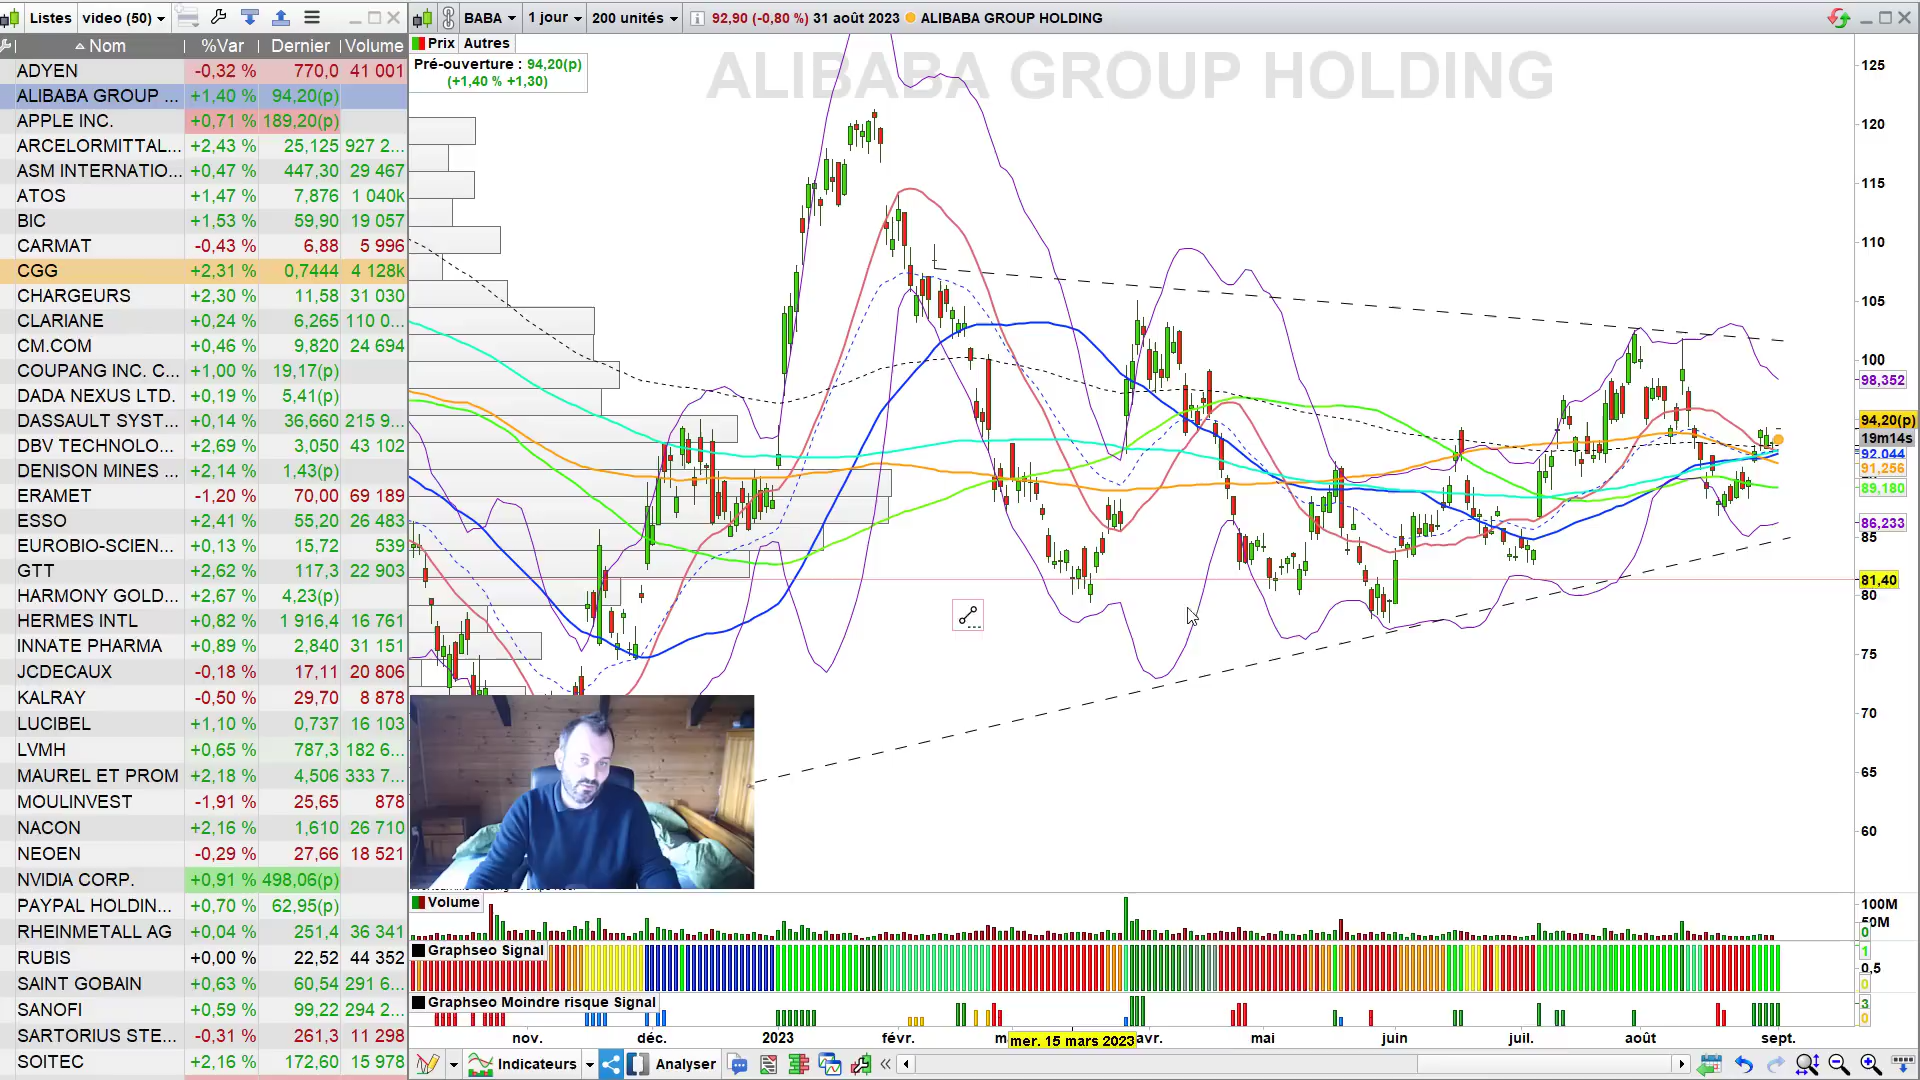 Listes video (50) BABA 1 jour 200 unités 92,90 (-0,80 %) 31 août 2023 ALIBABA GROUP HOLDING
Nom %Var Dernier Volume
ADYEN -0,32 % 770,0 41 001
ALIBABA GROUP ... +1,40 % 94,20(p)
APPLE INC. +0,71 % 189,20(p)
ARCELORMITTAL... +2,43 % 25,125 927 2...
ASM INTERNATIO... +0,47 % 447,30 29 467
ATOS +1,47 % 7,876 1 040k
BIC +1,53 % 59,90 19 057
CARMAT -0,43 % 6,88 5 996
CGG +2,31 % 0,7444 4 128k
CHARGEURS +2,30 % 11,58 31 030
CLARIANE +0,24 % 6,265 110 0...
CM.COM +0,46 % 9,820 24 694
COUPANG INC. C... +1,00 % 19,17(p)
DADA NEXUS LTD. +0,19 % 5,41(p)
DASSAULT SYST... +0,14 % 36,660 215 9...
DBV TECHNOLO... +2,69 % 3,050 43 102
DENISON MINES ... +2,14 % 1,43(p)
ERAMET -1,20 % 70,00 69 189
ESSO +2,41 % 55,20 26 483
EUROBIO-SCIEN... +0,13 % 15,72 539
GTT +2,62 % 117,3 22 903
HARMONY GOLD... +2,67 % 4,23(p)
HERMES INTL +0,82 % 1 916,4 16 761
INNATE PHARMA +0,89 % 2,840 31 151
JCDECAUX -0,18 % 17,11 20 806
KALRAY -0,50 % 29,70 8 878
LUCIBEL +1,10 % 0,737 16 103
LVMH +0,65 % 787,3 182 6...
MAUREL ET PROM +2,18 % 4,506 333 7...
MOULINVEST -1,91 % 25,65 878
NACON +2,16 % 1,610 26 710
NEOEN -0,29 % 27,66 18 521
NVIDIA CORP. +0,91 % 498,06(p)
PAYPAL HOLDIN... +0,70 % 62,95(p)
RHEINMETALL AG +0,04 % 251,4 36 341
RUBIS +0,00 % 22,52 44 352
SAINT GOBAIN +0,63 % 60,54 291 6...
SANOFI +0,59 % 99,22 294 2...
SARTORIUS STE... -0,31 % 261,3 11 298
SOITEC +2,16 % 172,60 15 978
Prix Autres
Pré-ouverture : 94,20(p)
(+1,40 % +1,30)
ALIBABA GROUP HOLDING
125
120
115
110
105
100
98,352
94,20(p)
19m14s
92,044
91,256
89,180
86,233
85
81,40
80
75
70
65
60
Volume
100M
50M
0
Graphseo Signal
1
0,5
0
Graphseo Moindre risque Signal
3
0
nov. déc. 2023 févr. mer. 15 mars 2023 avr. mai juin juil. août sept.
Indicateurs Analyser